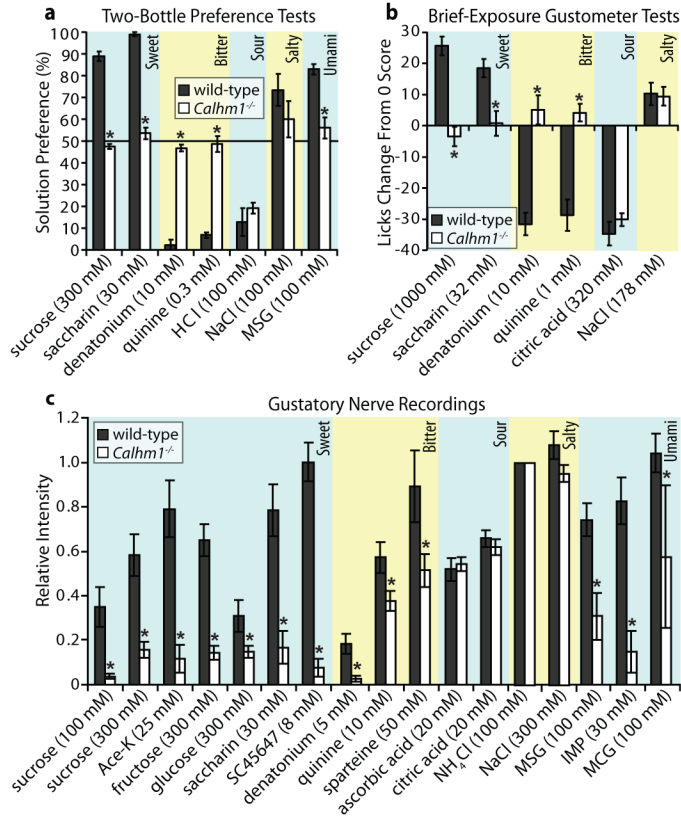 a
Two-Bottle Preference Tests
Solution Preference (%)
100
90
80
70
60
50
40
30
20
10
0
Sweet
Bitter
Sour
Salty
Umami
wild-type
Calhm1-/-
* * * * *
sucrose (300 mM)
saccharin (30 mM)
denatonium (10 mM)
quinine (0.3 mM)
HCl (100 mM)
NaCl (100 mM)
MSG (100 mM)
b
Brief-Exposure Gustometer Tests
Licks Change From 0 Score
30
20
10
0
-10
-20
-30
-40
Sweet
Bitter
Sour
Salty
* * * *
wild-type
Calhm1-/-
sucrose (1000 mM)
saccharin (32 mM)
denatonium (10 mM)
quinine (1 mM)
citric acid (320 mM)
NaCl (178 mM)
c
Gustatory Nerve Recordings
Relative Intensity
1.2
1.0
0.8
0.6
0.4
0.2
0
wild-type
Calhm1-/-
Sweet
Bitter
Sour
Salty
Umami
* * * * * * * * * * * * *
sucrose (100 mM)
sucrose (300 mM)
Ace-K (25 mM)
fructose (300 mM)
glucose (300 mM)
saccharin (30 mM)
SC45647 (8 mM)
denatonium (5 mM)
quinine (10 mM)
sparteine (50 mM)
ascorbic acid (20 mM)
citric acid (20 mM)
NH4Cl (100 mM)
NaCl (300 mM)
MSG (100 mM)
IMP (30 mM)
MCG (100 mM)